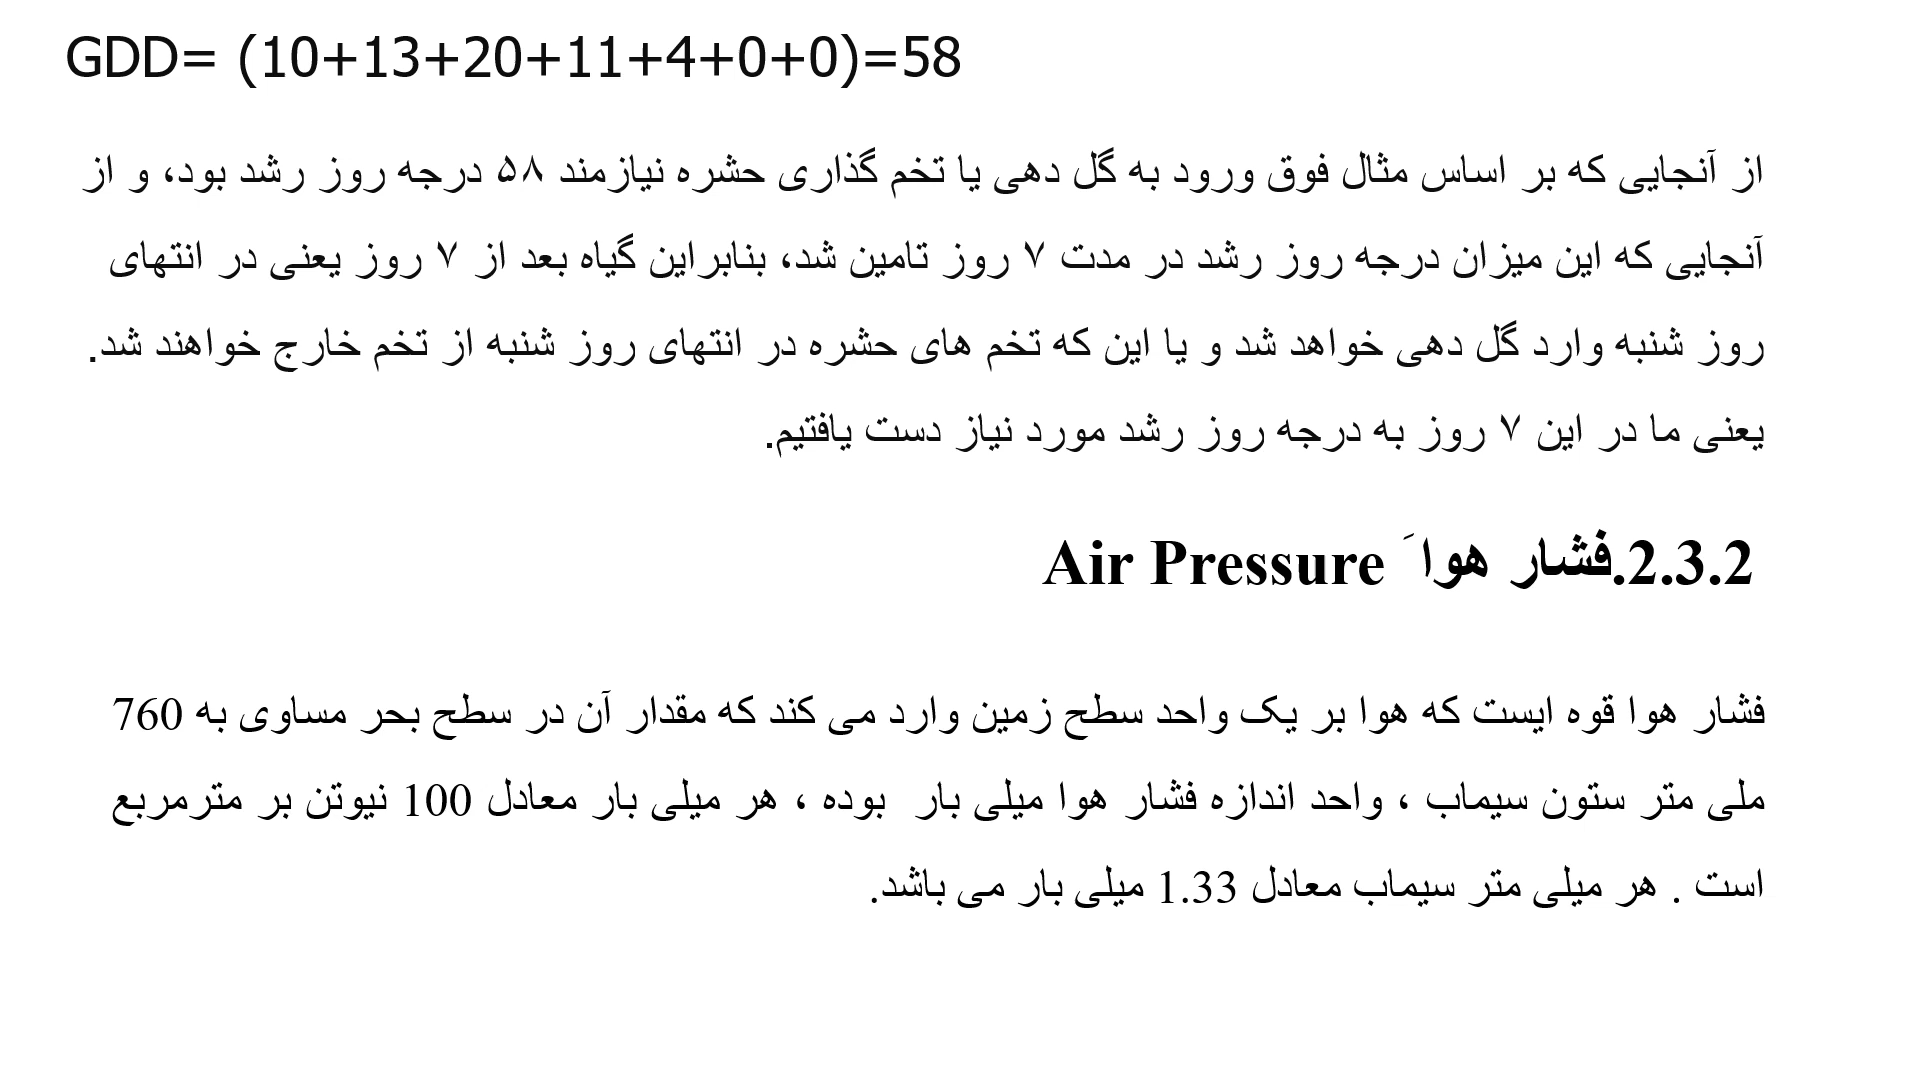 GDD= (10+13+20+11+4+0+0)=58
از آنجایی که بر اساس مثال فوق ورود به گل دهی یا تخم گذاری حشره نیازمند ۵۸ درجه روز رشد بود، و از
آنجایی که این میزان درجه روز رشد در مدت ۷ روز تامین شد، بنابراین گیاه بعد از ۷ روز یعنی در انتهای
روز شنبه وارد گل دهی خواهد شد و یا این که تخم های حشره در انتهای روز شنبه از تخم خارج خواهند شد.
یعنی ما در این ۷ روز به درجه روز رشد مورد نیاز دست یافتیم.
2.3.2.فشار هوا َ Air Pressure
فشار هوا قوه ایست که هوا بر یک واحد سطح زمین وارد می کند که مقدار آن در سطح بحر مساوی به 760
ملی متر ستون سیماب ، واحد اندازه فشار هوا میلی بار  بوده ، هر میلی بار معادل 100 نیوتن بر مترمربع
است . هر میلی متر سیماب معادل 1.33 میلی بار می باشد.